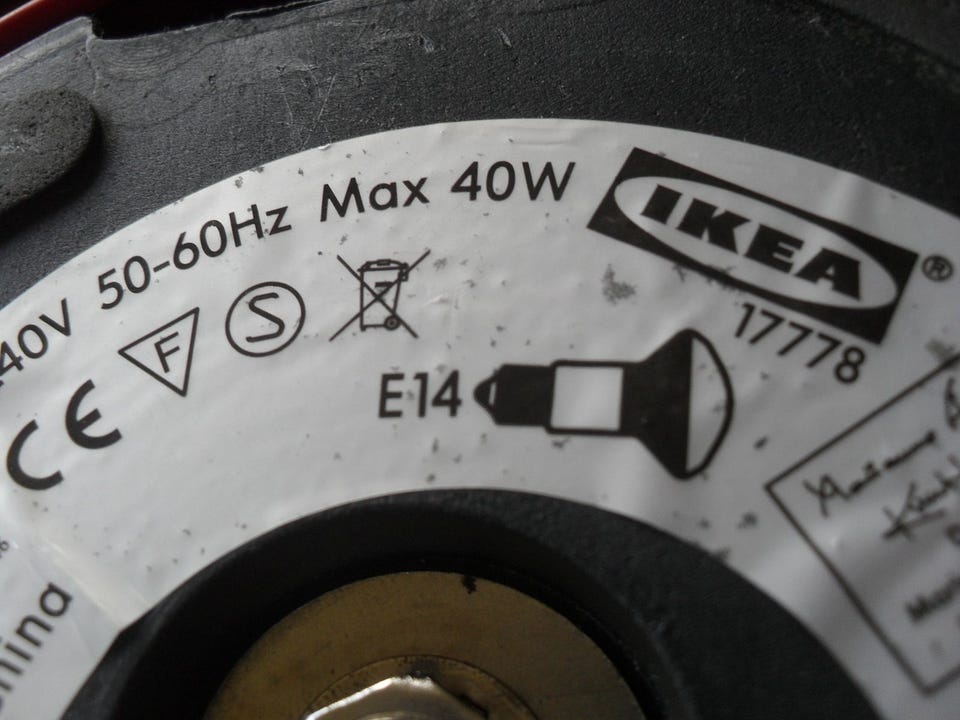 40V 50-60Hz Max 40W
IKEA®
17778
F
S
E14
CE
hina